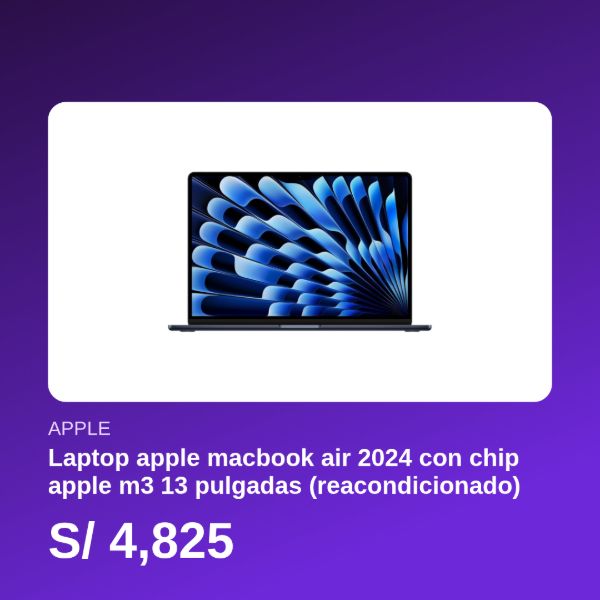 APPLE
Laptop apple macbook air 2024 con chip
apple m3 13 pulgadas (reacondicionado)
S/ 4,825